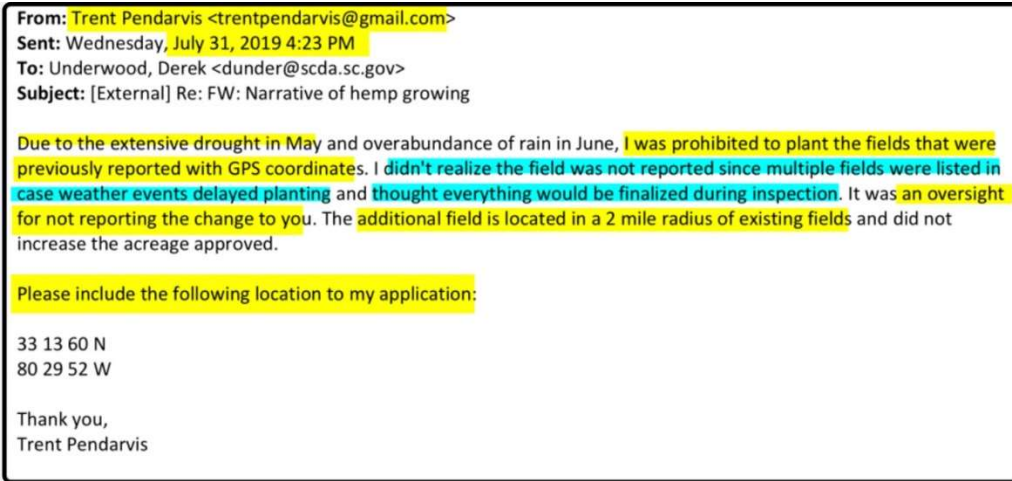 From: Trent Pendarvis <trentpendarvis@gmail.com>
Sent: Wednesday, July 31, 2019 4:23 PM
To: Underwood, Derek <dunder@scda.sc.gov>
Subject: [External] Re: FW: Narrative of hemp growing
Due to the extensive drought in May and overabundance of rain in June, I was prohibited to plant the fields that were
previously reported with GPS coordinates. I didn't realize the field was not reported since multiple fields were listed in
case weather events delayed planting and thought everything would be finalized during inspection. It was an oversight
for not reporting the change to you. The additional field is located in a 2 mile radius of existing fields and did not
increase the acreage approved.
Please include the following location to my application:
33 13 60 N
80 29 52 W
Thank you,
Trent Pendarvis